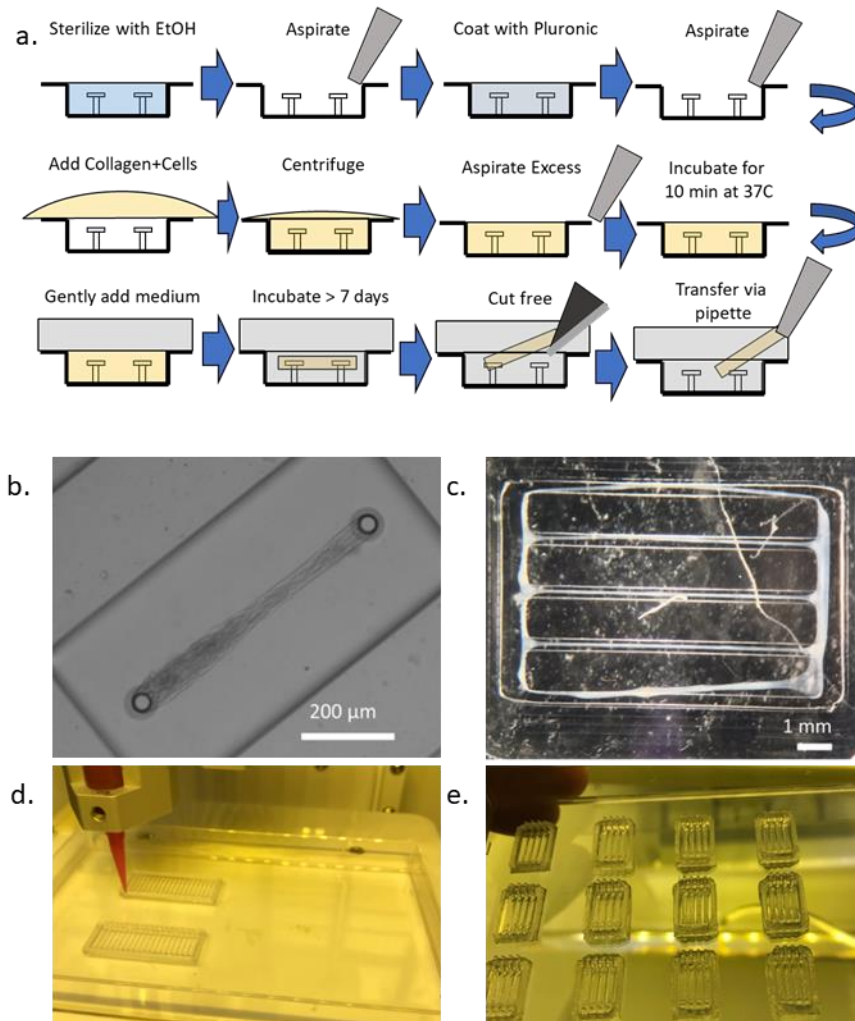 a.
Sterilize with EtOH
Aspirate
Coat with Pluronic
Aspirate
Add Collagen+Cells
Centrifuge
Aspirate Excess
Incubate for
10 min at 37C
Gently add medium
Incubate > 7 days
Cut free
Transfer via
pipette
b.
200 µm
c.
1 mm
d.
e.